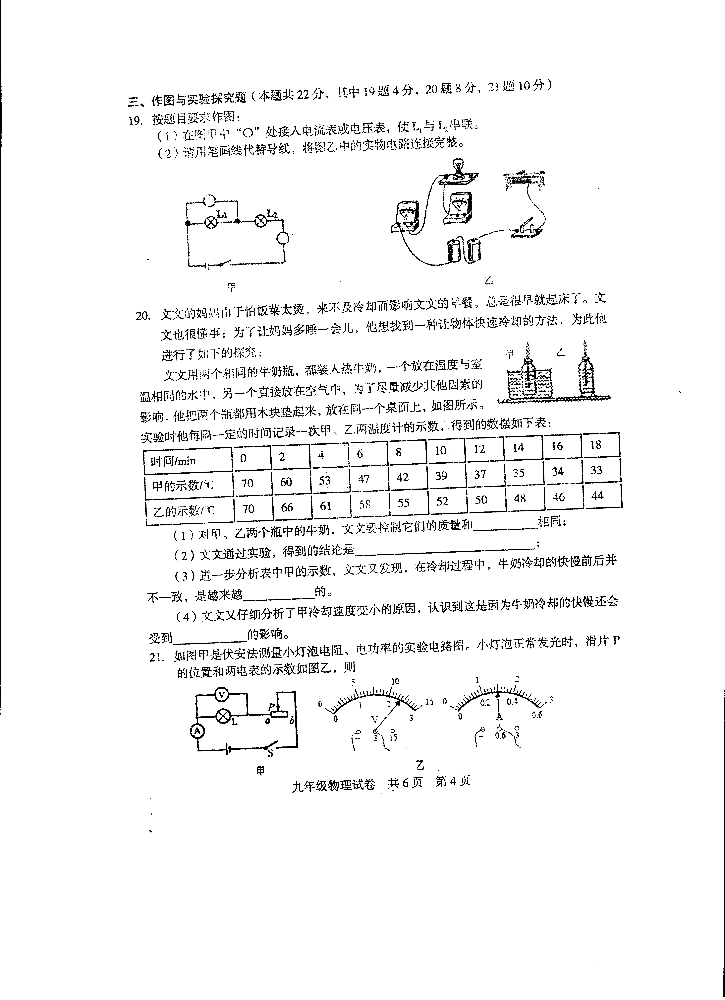 三、作图与实验探究题（本题共22分，其中19题4分，20题8分，21题10分）
19. 按题目要求作图：
（1）在图甲中“○”处接入电流表或电压表，使L₁与L₂串联。
（2）请用笔画线代替导线，将图乙中的实物电路连接完整。
L₁ L₂
A V
甲 乙
20. 文文的妈妈由于怕饭菜太烫，来不及冷却而影响文文的早餐，总是很早就起床了。文
文也很懂事：为了让妈妈多睡一会儿，他想找到一种让物体快速冷却的方法，为此他
进行了如下的探究：
甲 乙
文文用两个相同的牛奶瓶，都装入热牛奶，一个放在温度与室
温相同的水中，另一个直接放在空气中，为了尽量减少其他因素的
影响，他把两个瓶都用木块垫起来，放在同一个桌面上，如图所示。
实验时他每隔一定的时间记录一次甲、乙两温度计的示数，得到的数据如下表：
时间/min 0 2 4 6 8 10 12 14 16 18
甲的示数/℃ 70 60 53 47 42 39 37 35 34 33
乙的示数/℃ 70 66 61 58 55 52 50 48 46 44
（1）对甲、乙两个瓶中的牛奶，文文要控制它们的质量和__________相同；
（2）文文通过实验，得到的结论是______________________________；
（3）进一步分析表中甲的示数，文文又发现，在冷却过程中，牛奶冷却的快慢前后并
不一致，是越来越____________的。
（4）文文又仔细分析了甲冷却速度变小的原因，认识到这是因为牛奶冷却的快慢还会
受到____________的影响。
21. 如图甲是伏安法测量小灯泡电阻、电功率的实验电路图。小灯泡正常发光时，滑片P
的位置和两电表的示数如图乙，则
V L P a b A S
0 5 10 15
0 1 2 3
V
- 3 15
0 1 2 3
0 0.2 0.4 0.6
A
- 0.6 3
甲 乙
九年级物理试卷 共6页 第4页